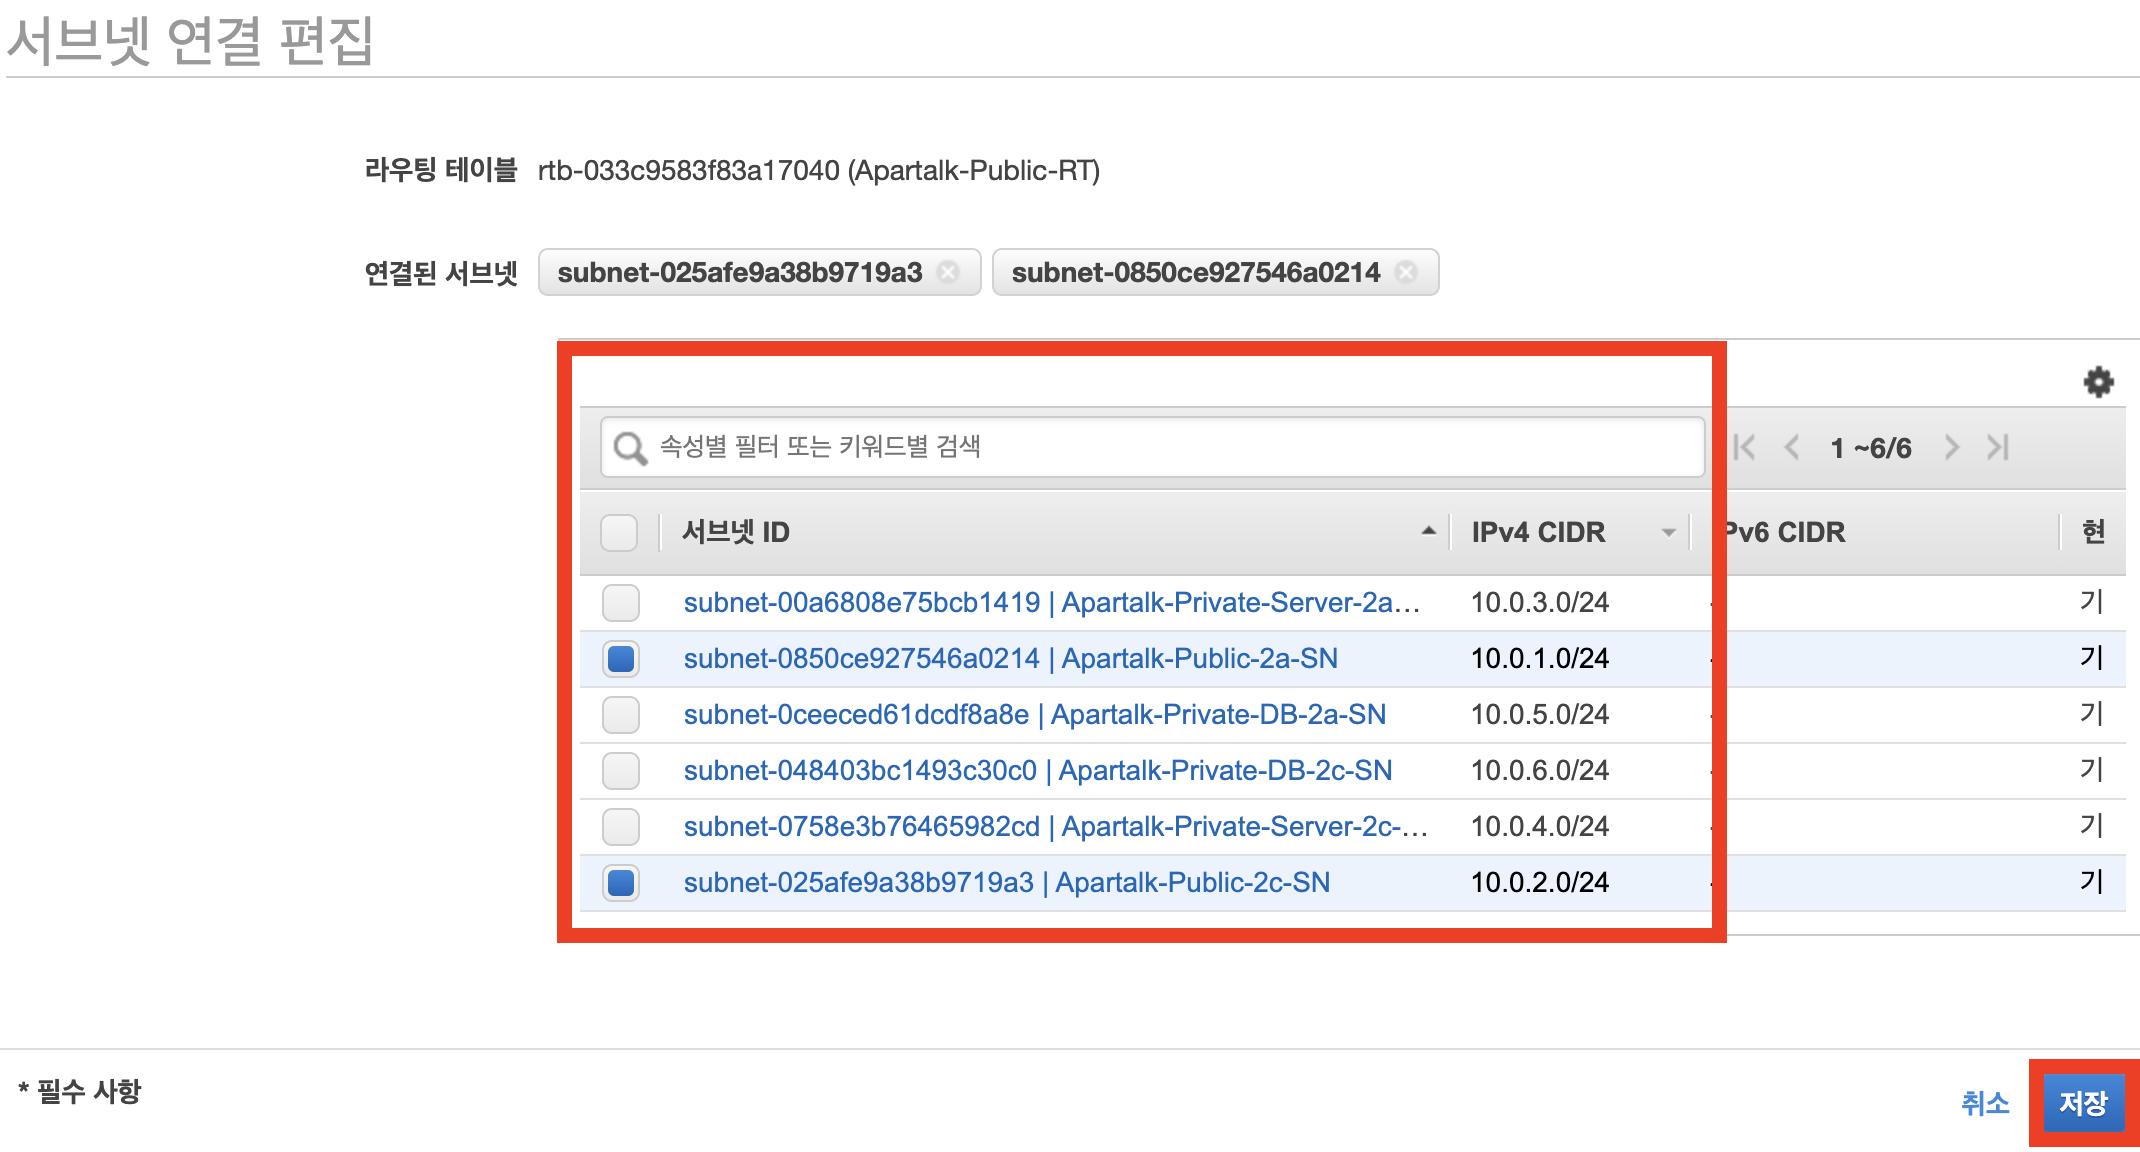 서브넷 연결 편집
라우팅 테이블 rtb-033c9583f83a17040 (Apartalk-Public-RT)
연결된 서브넷 subnet-025afe9a38b9719a3 subnet-0850ce927546a0214
속성별 필터 또는 키워드별 검색 1 ~6/6
서브넷 ID IPv4 CIDR Pv6 CIDR 현
subnet-00a6808e75bcb1419 | Apartalk-Private-Server-2a... 10.0.3.0/24 - 기
subnet-0850ce927546a0214 | Apartalk-Public-2a-SN 10.0.1.0/24 - 기
subnet-0ceeced61dcdf8a8e | Apartalk-Private-DB-2a-SN 10.0.5.0/24 - 기
subnet-048403bc1493c30c0 | Apartalk-Private-DB-2c-SN 10.0.6.0/24 - 기
subnet-0758e3b76465982cd | Apartalk-Private-Server-2c-... 10.0.4.0/24 - 기
subnet-025afe9a38b9719a3 | Apartalk-Public-2c-SN 10.0.2.0/24 - 기
* 필수 사항
취소 저장